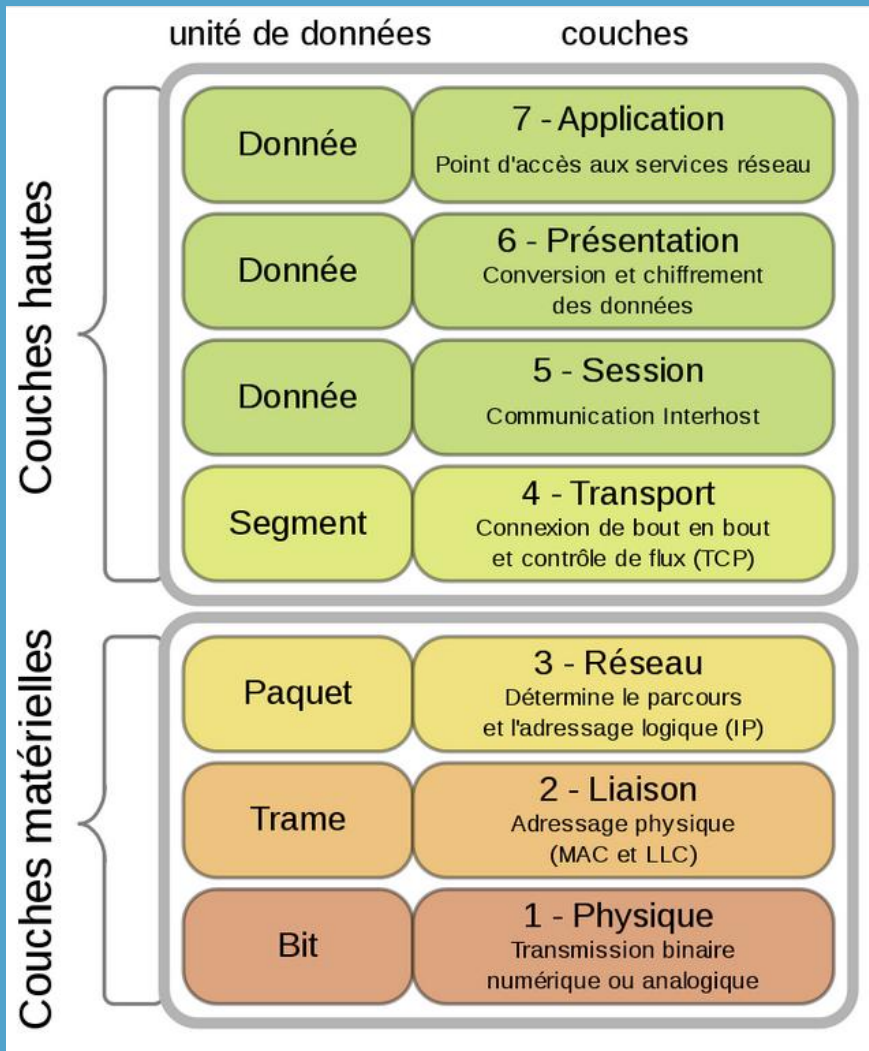 unité de données
couches
Couches hautes
Donnée
7 - Application
Point d'accès aux services réseau
Donnée
6 - Présentation
Conversion et chiffrement
des données
Donnée
5 - Session
Communication Interhost
Segment
4 - Transport
Connexion de bout en bout
et contrôle de flux (TCP)
Couches matérielles
Paquet
3 - Réseau
Détermine le parcours
et l'adressage logique (IP)
Trame
2 - Liaison
Adressage physique
(MAC et LLC)
Bit
1 - Physique
Transmission binaire
numérique ou analogique